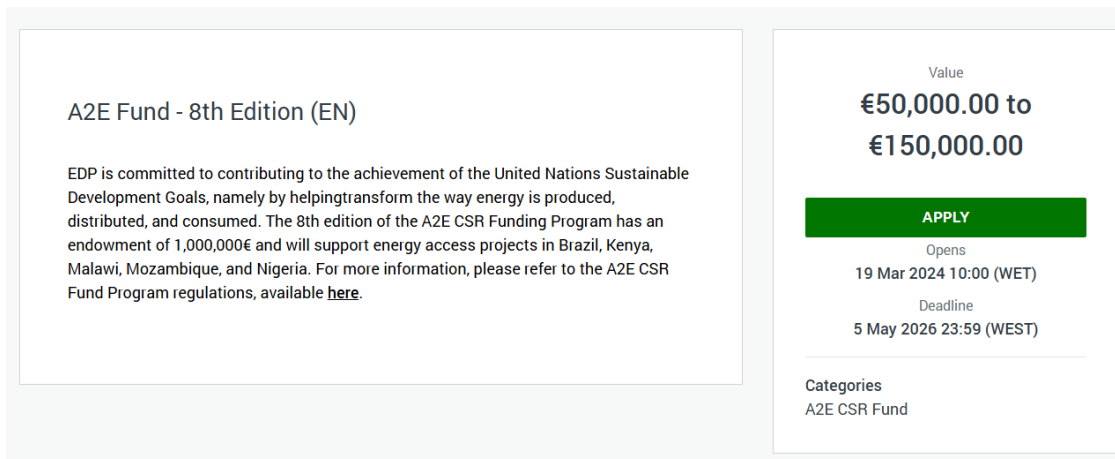 A2E Fund - 8th Edition (EN)
EDP is committed to contributing to the achievement of the United Nations Sustainable
Development Goals, namely by helpingtransform the way energy is produced,
distributed, and consumed. The 8th edition of the A2E CSR Funding Program has an
endowment of 1,000,000€ and will support energy access projects in Brazil, Kenya,
Malawi, Mozambique, and Nigeria. For more information, please refer to the A2E CSR
Fund Program regulations, available here.
Value
€50,000.00 to
€150,000.00
APPLY
Opens
19 Mar 2024 10:00 (WET)
Deadline
5 May 2026 23:59 (WEST)
Categories
A2E CSR Fund